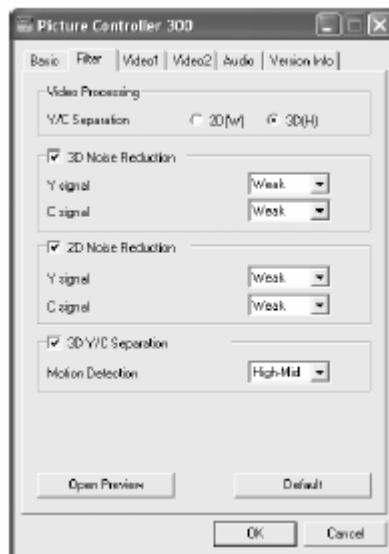 Picture Controller 300
Basic Filter Video1 Video2 Audio Version Info
Video Processing
Y/C Separation 2D(W) 3D(H)
3D Noise Reduction
Y signal Weak
C signal Weak
2D Noise Reduction
Y signal Weak
C signal Weak
3D Y/C Separation
Motion Detection High-Mid
Open Preview Default
OK Cancel